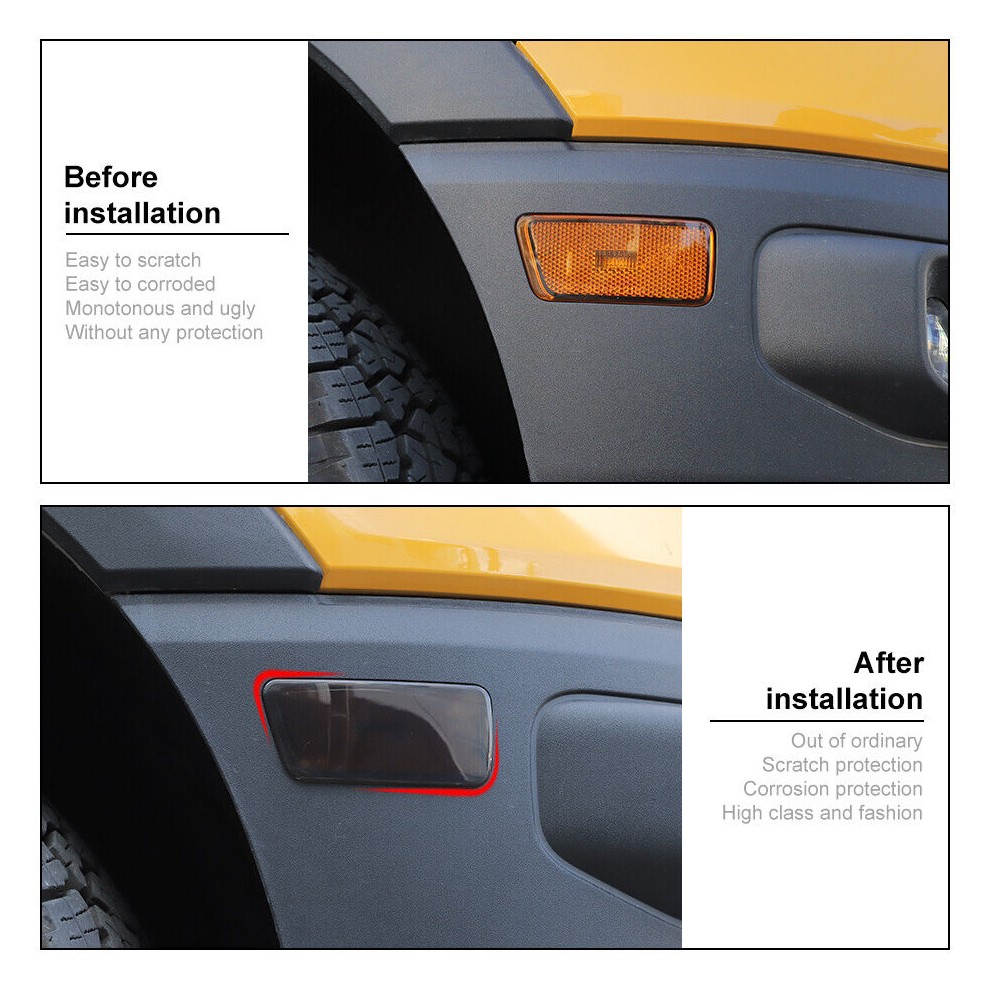 Before
installation
Easy to scratch
Easy to corroded
Monotonous and ugly
Without any protection
After
installation
Out of ordinary
Scratch protection
Corrosion protection
High class and fashion